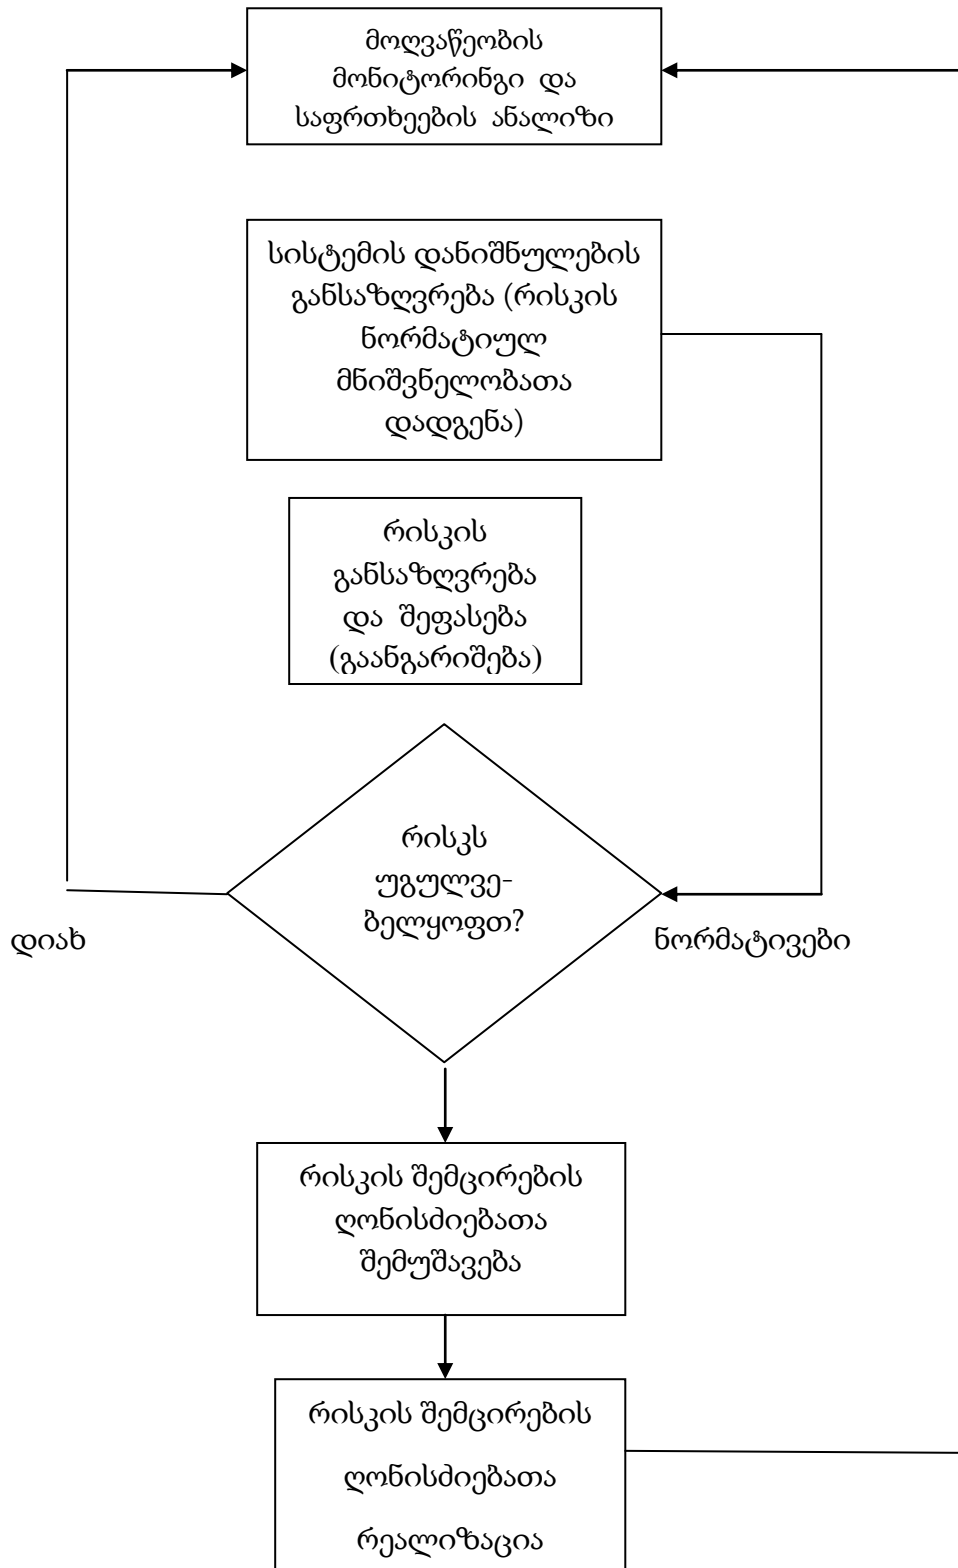 მოღვაწეობის
მონიტორინგი და
საფრთხეების ანალიზი
სისტემის დანიშნულების
განსაზღვრება (რისკის
ნორმატიულ
მნიშვნელობათა
დადგენა)
რისკის
განსაზღვრება
და შეფასება
(გაანგარიშება)
რისკს
უგულვე-
ბელყოფთ?
დიახ
ნორმატივები
რისკის შემცირების
ღონისძიებათა
შემუშავება
რისკის შემცირების
ღონისძიებათა
რეალიზაცია